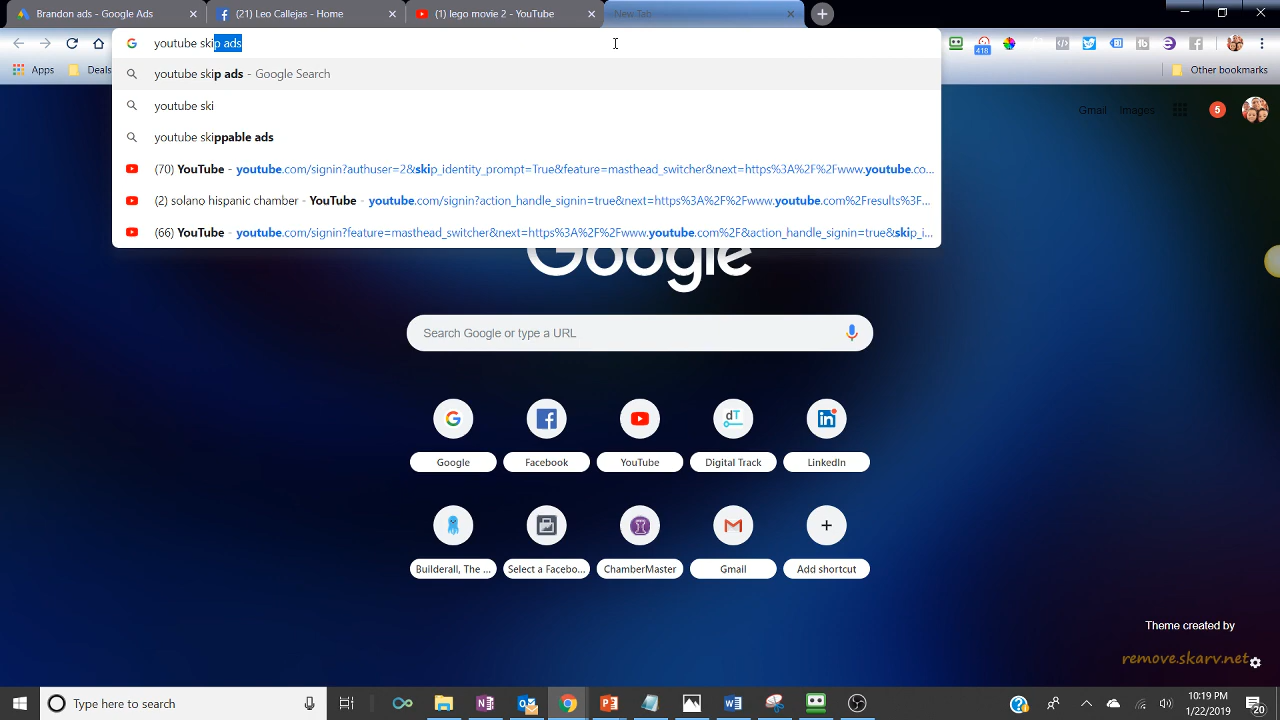 Brandon ads - Google Ads
(21) Leo Callejas - Home
(1) lego movie 2 - YouTube
New Tab
youtube skip ads
418
youtube skip ads - Google Search
youtube ski
youtube skippable ads
(70) YouTube - youtube.com/signin?authuser=2&skip_identity_prompt=True&feature=masthead_switcher&next=https%3A%2F%2Fwww.youtube.co...
(2) solano hispanic chamber - YouTube - youtube.com/signin?action_handle_signin=true&next=https%3A%2F%2Fwww.youtube.com%2Fresults%3F...
(66) YouTube - youtube.com/signin?feature=masthead_switcher&next=https%3A%2F%2Fwww.youtube.com%2F&action_handle_signin=true&skip_i...
Apps
Deals
Other bookmarks
Gmail Images
5
Google
Search Google or type a URL
Google
Facebook
YouTube
Digital Track
LinkedIn
Builderall, The ...
Select a Facebo...
ChamberMaster
Gmail
Add shortcut
Theme created by
remove.skarv.net
Type here to search
10:19 PM
1/22/2019
20